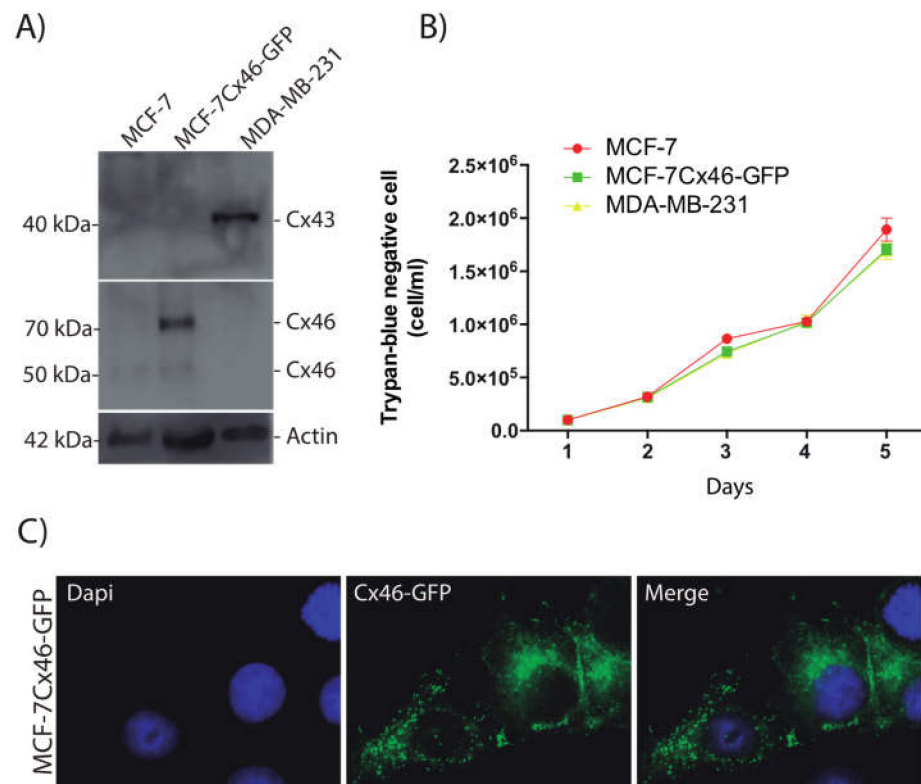 A)
MCF-7
MCF-7Cx46-GFP
MDA-MB-231
40 kDa
Cx43
70 kDa
Cx46
50 kDa
Cx46
42 kDa
Actin
B)
MCF-7
MCF-7Cx46-GFP
MDA-MB-231
Trypan-blue negative cell
(cell/ml)
2.5×10⁶
2.0×10⁶
1.5×10⁶
1.0×10⁶
5.0×10⁵
0.0
1 2 3 4 5
Days
C)
MCF-7Cx46-GFP
Dapi
Cx46-GFP
Merge